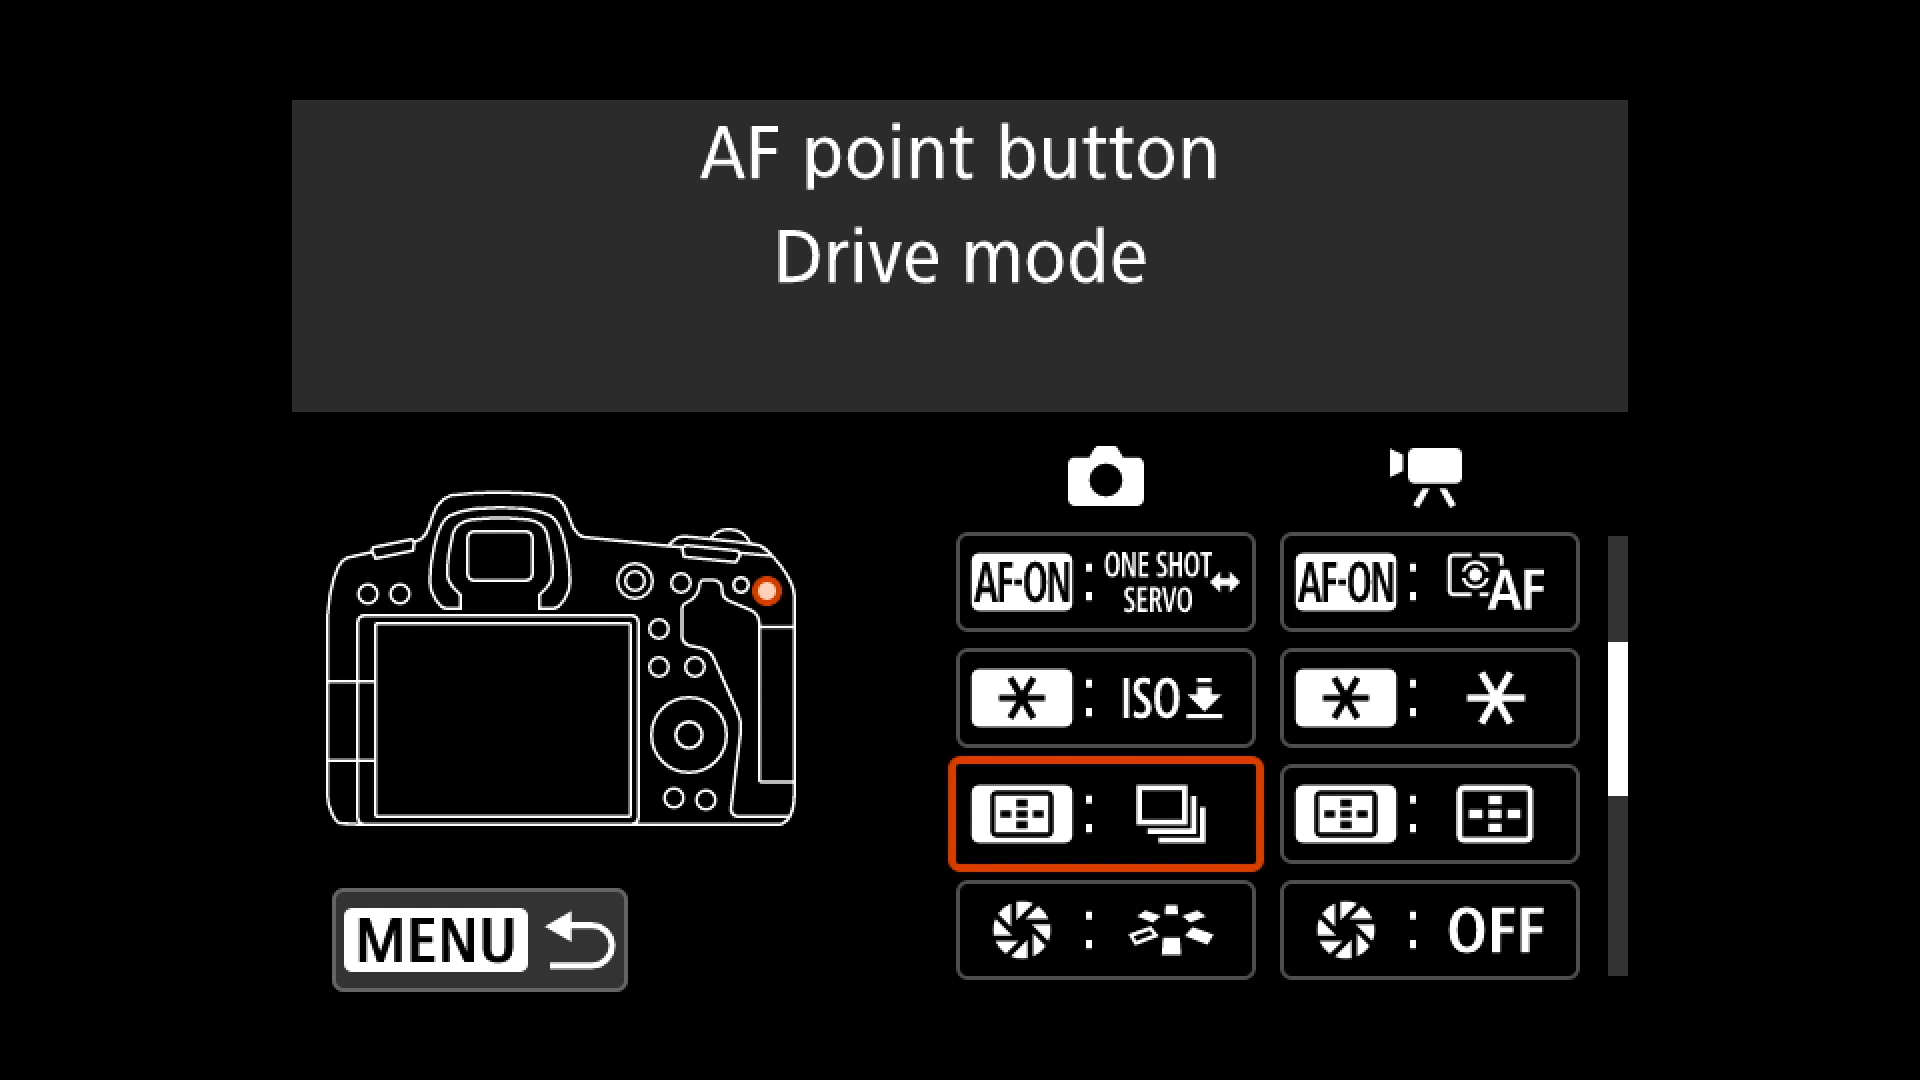 AF point button
Drive mode
AF-ON : ONE SHOT SERVO
AF-ON : AF
* : ISO
* : *
:
:
:
: OFF
MENU